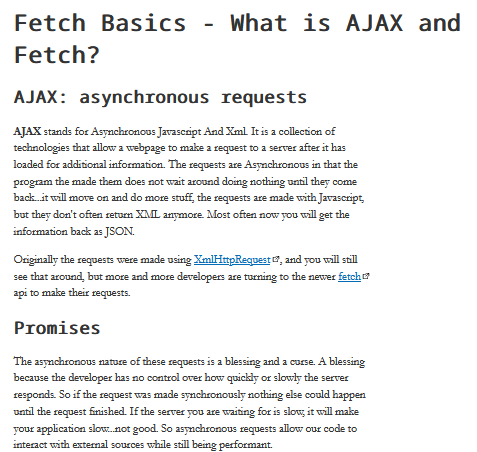 Fetch Basics - What is AJAX and
Fetch?
AJAX: asynchronous requests
AJAX stands for Asynchronous Javascript And Xml. It is a collection of
technologies that allow a webpage to make a request to a server after it has
loaded for additional information. The requests are Asynchronous in that the
program the made them does not wait around doing nothing until they come
back...it will move on and do more stuff, the requests are made with Javascript,
but they don't often return XML anymore. Most often now you will get the
information back as JSON.
Originally the requests were made using XmlHttpRequest, and you will still
see that around, but more and more developers are turning to the newer fetch
api to make their requests.
Promises
The asynchronous nature of these requests is a blessing and a curse. A blessing
because the developer has no control over how quickly or slowly the server
responds. So if the request was made synchronously nothing else could happen
until the request finished. If the server you are waiting for is slow, it will make
your application slow...not good. So asynchronous requests allow our code to
interact with external sources while still being performant.